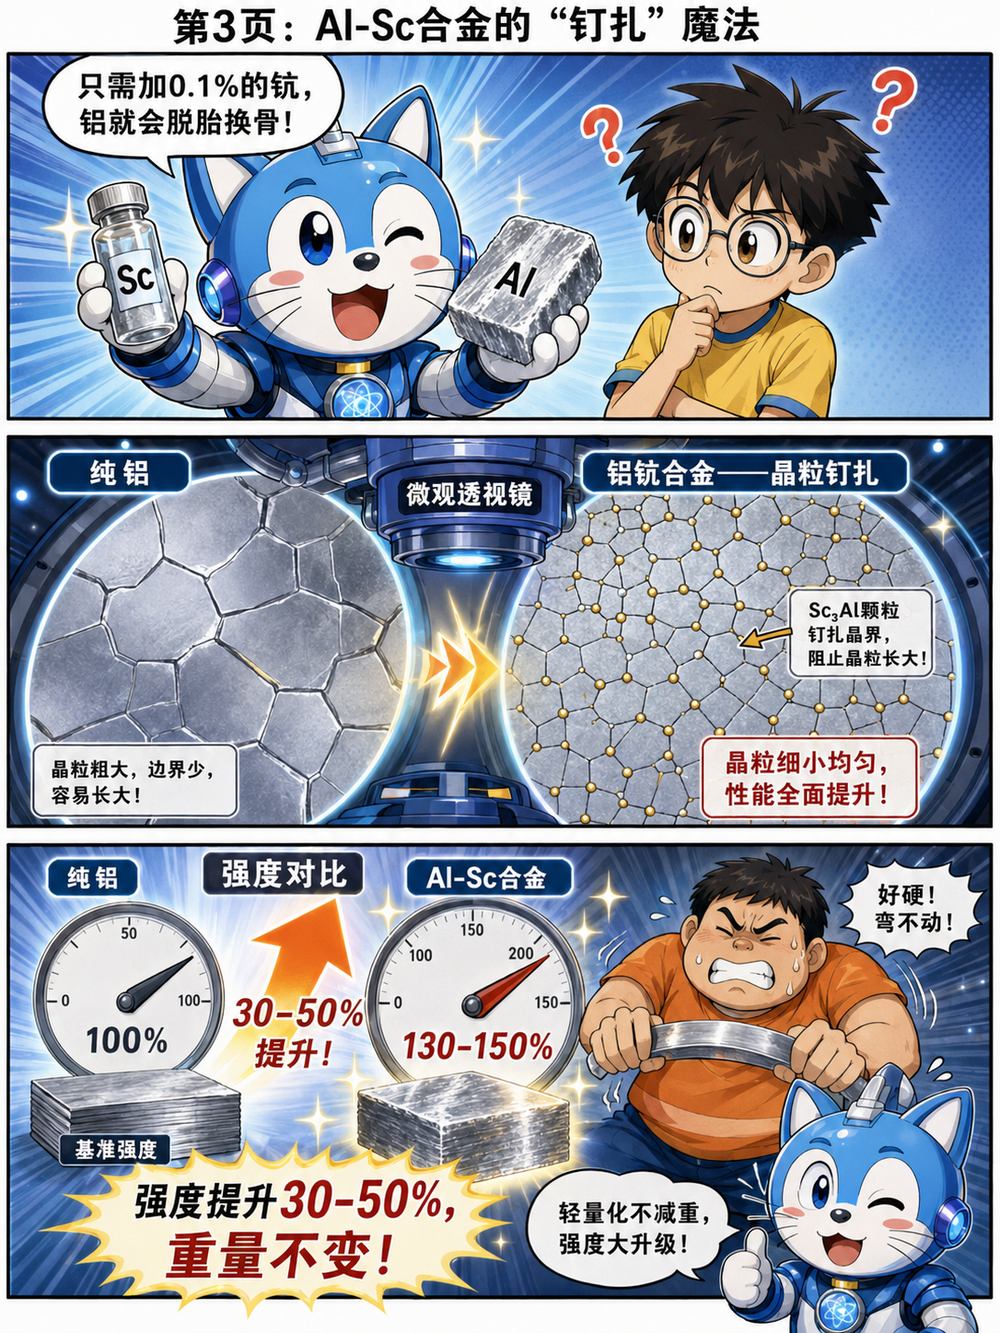 第3页：Al-Sc合金的“钉扎”魔法
只需加0.1%的钪，
铝就会脱胎换骨！
Sc
Al
?
?
纯铝
微观透视镜
铝钪合金——晶粒钉扎
Sc₃Al颗粒
钉扎晶界，
阻止晶粒长大！
晶粒粗大，边界少，
容易长大！
晶粒细小均匀，
性能全面提升！
纯铝
强度对比
Al-Sc合金
好硬！
弯不动！
50
0
100
100%
30-50%
提升！
150
100
200
0
150
130-150%
基准强度
强度提升30-50%，
重量不变！
轻量化不减重，
强度大升级！